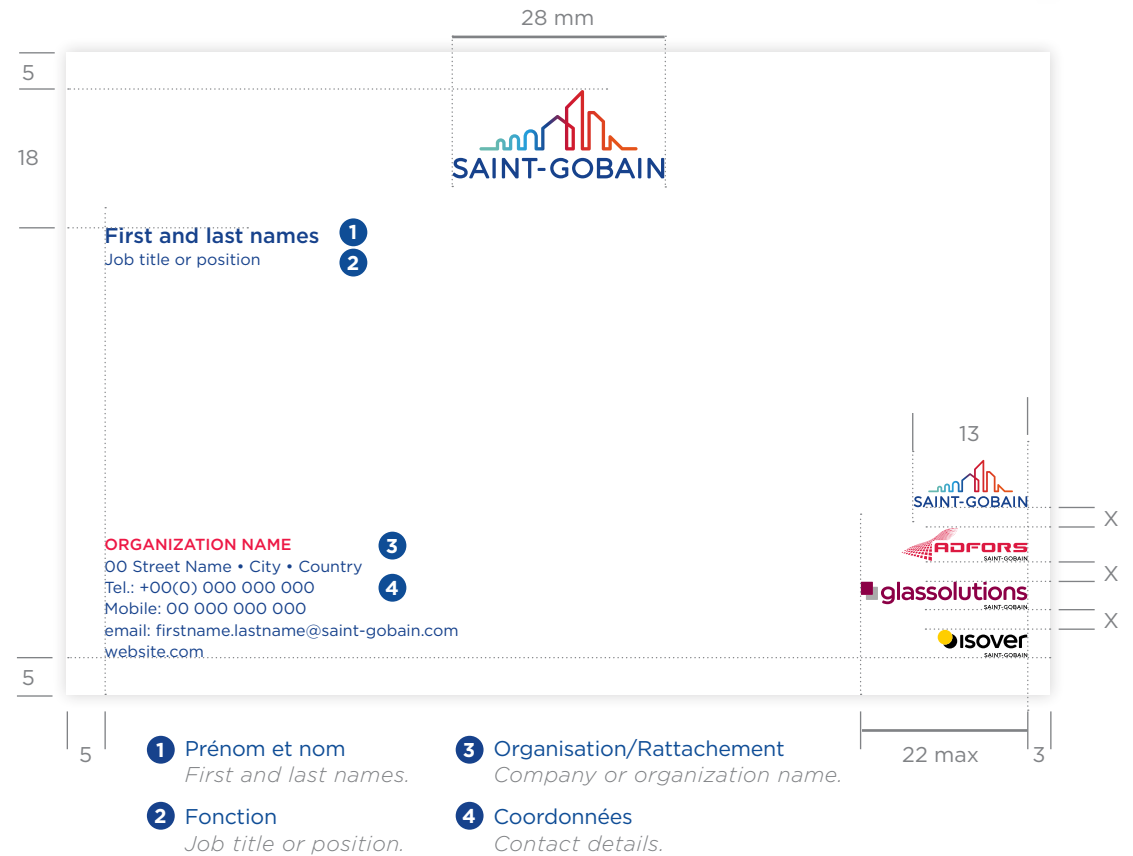 28 mm
5
SAINT-GOBAIN
18
First and last names 1
Job title or position 2
13
SAINT-GOBAIN
X
ADFORS
SAINT-GOBAIN
X
glassolutions
SAINT-GOBAIN
X
isover
SAINT-GOBAIN
ORGANIZATION NAME 3
00 Street Name • City • Country
Tel.: +00(0) 000 000 000 4
Mobile: 00 000 000 000
email: firstname.lastname@saint-gobain.com
website.com
5
5
22 max
3
1 Prénom et nom
First and last names.
2 Fonction
Job title or position.
3 Organisation/Rattachement
Company or organization name.
4 Coordonnées
Contact details.